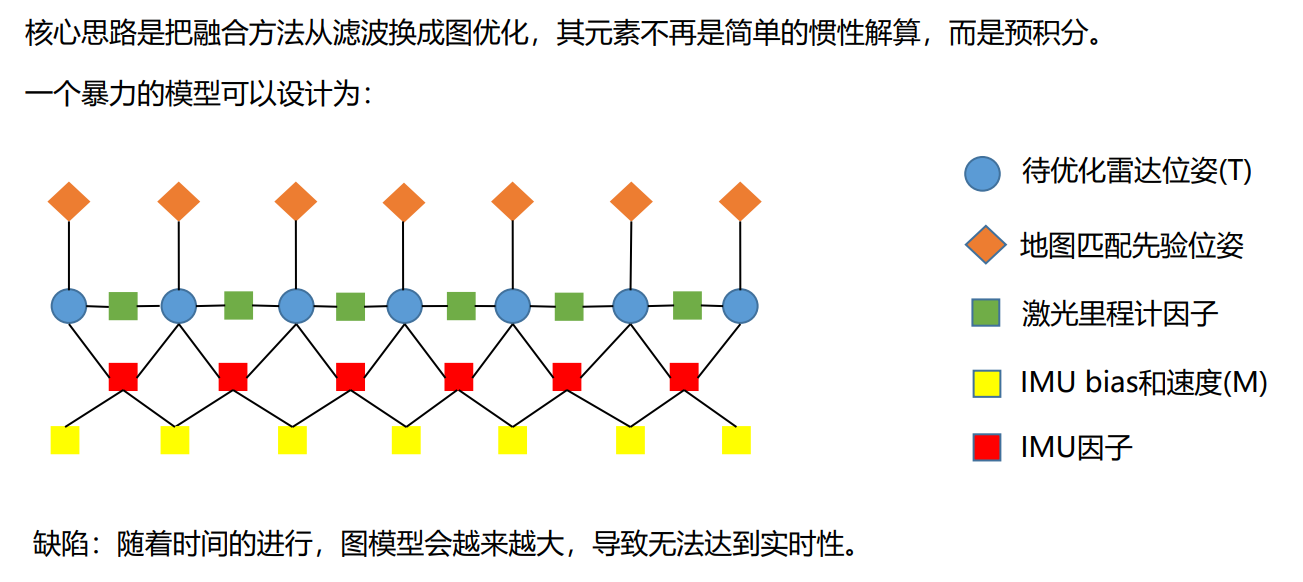 核心思路是把融合方法从滤波换成图优化，其元素不再是简单的惯性解算，而是预积分。
一个暴力的模型可以设计为：
待优化雷达位姿(T)
地图匹配先验位姿
激光里程计因子
IMU bias和速度(M)
IMU因子
缺陷：随着时间的进行，图模型会越来越大，导致无法达到实时性。